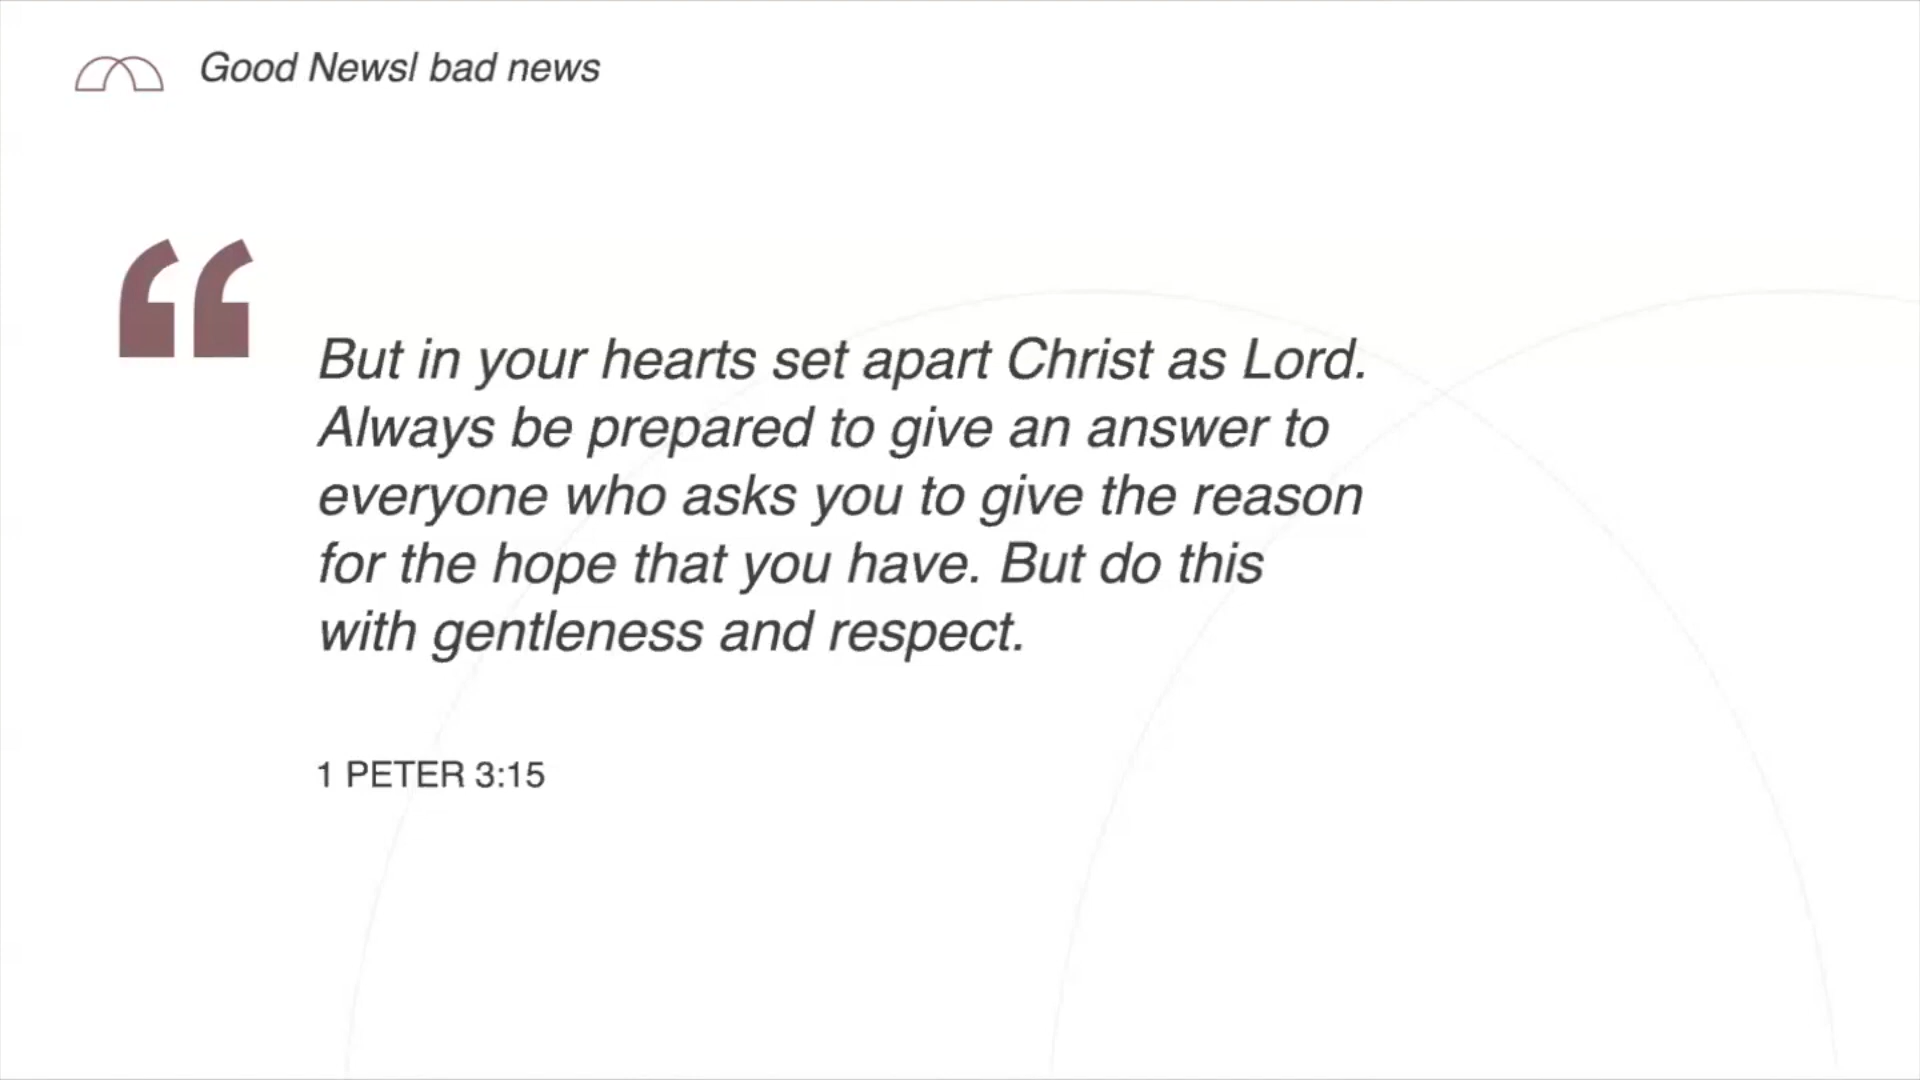 Good Newsl bad news
“
But in your hearts set apart Christ as Lord.
Always be prepared to give an answer to
everyone who asks you to give the reason
for the hope that you have. But do this
with gentleness and respect.
1 PETER 3:15